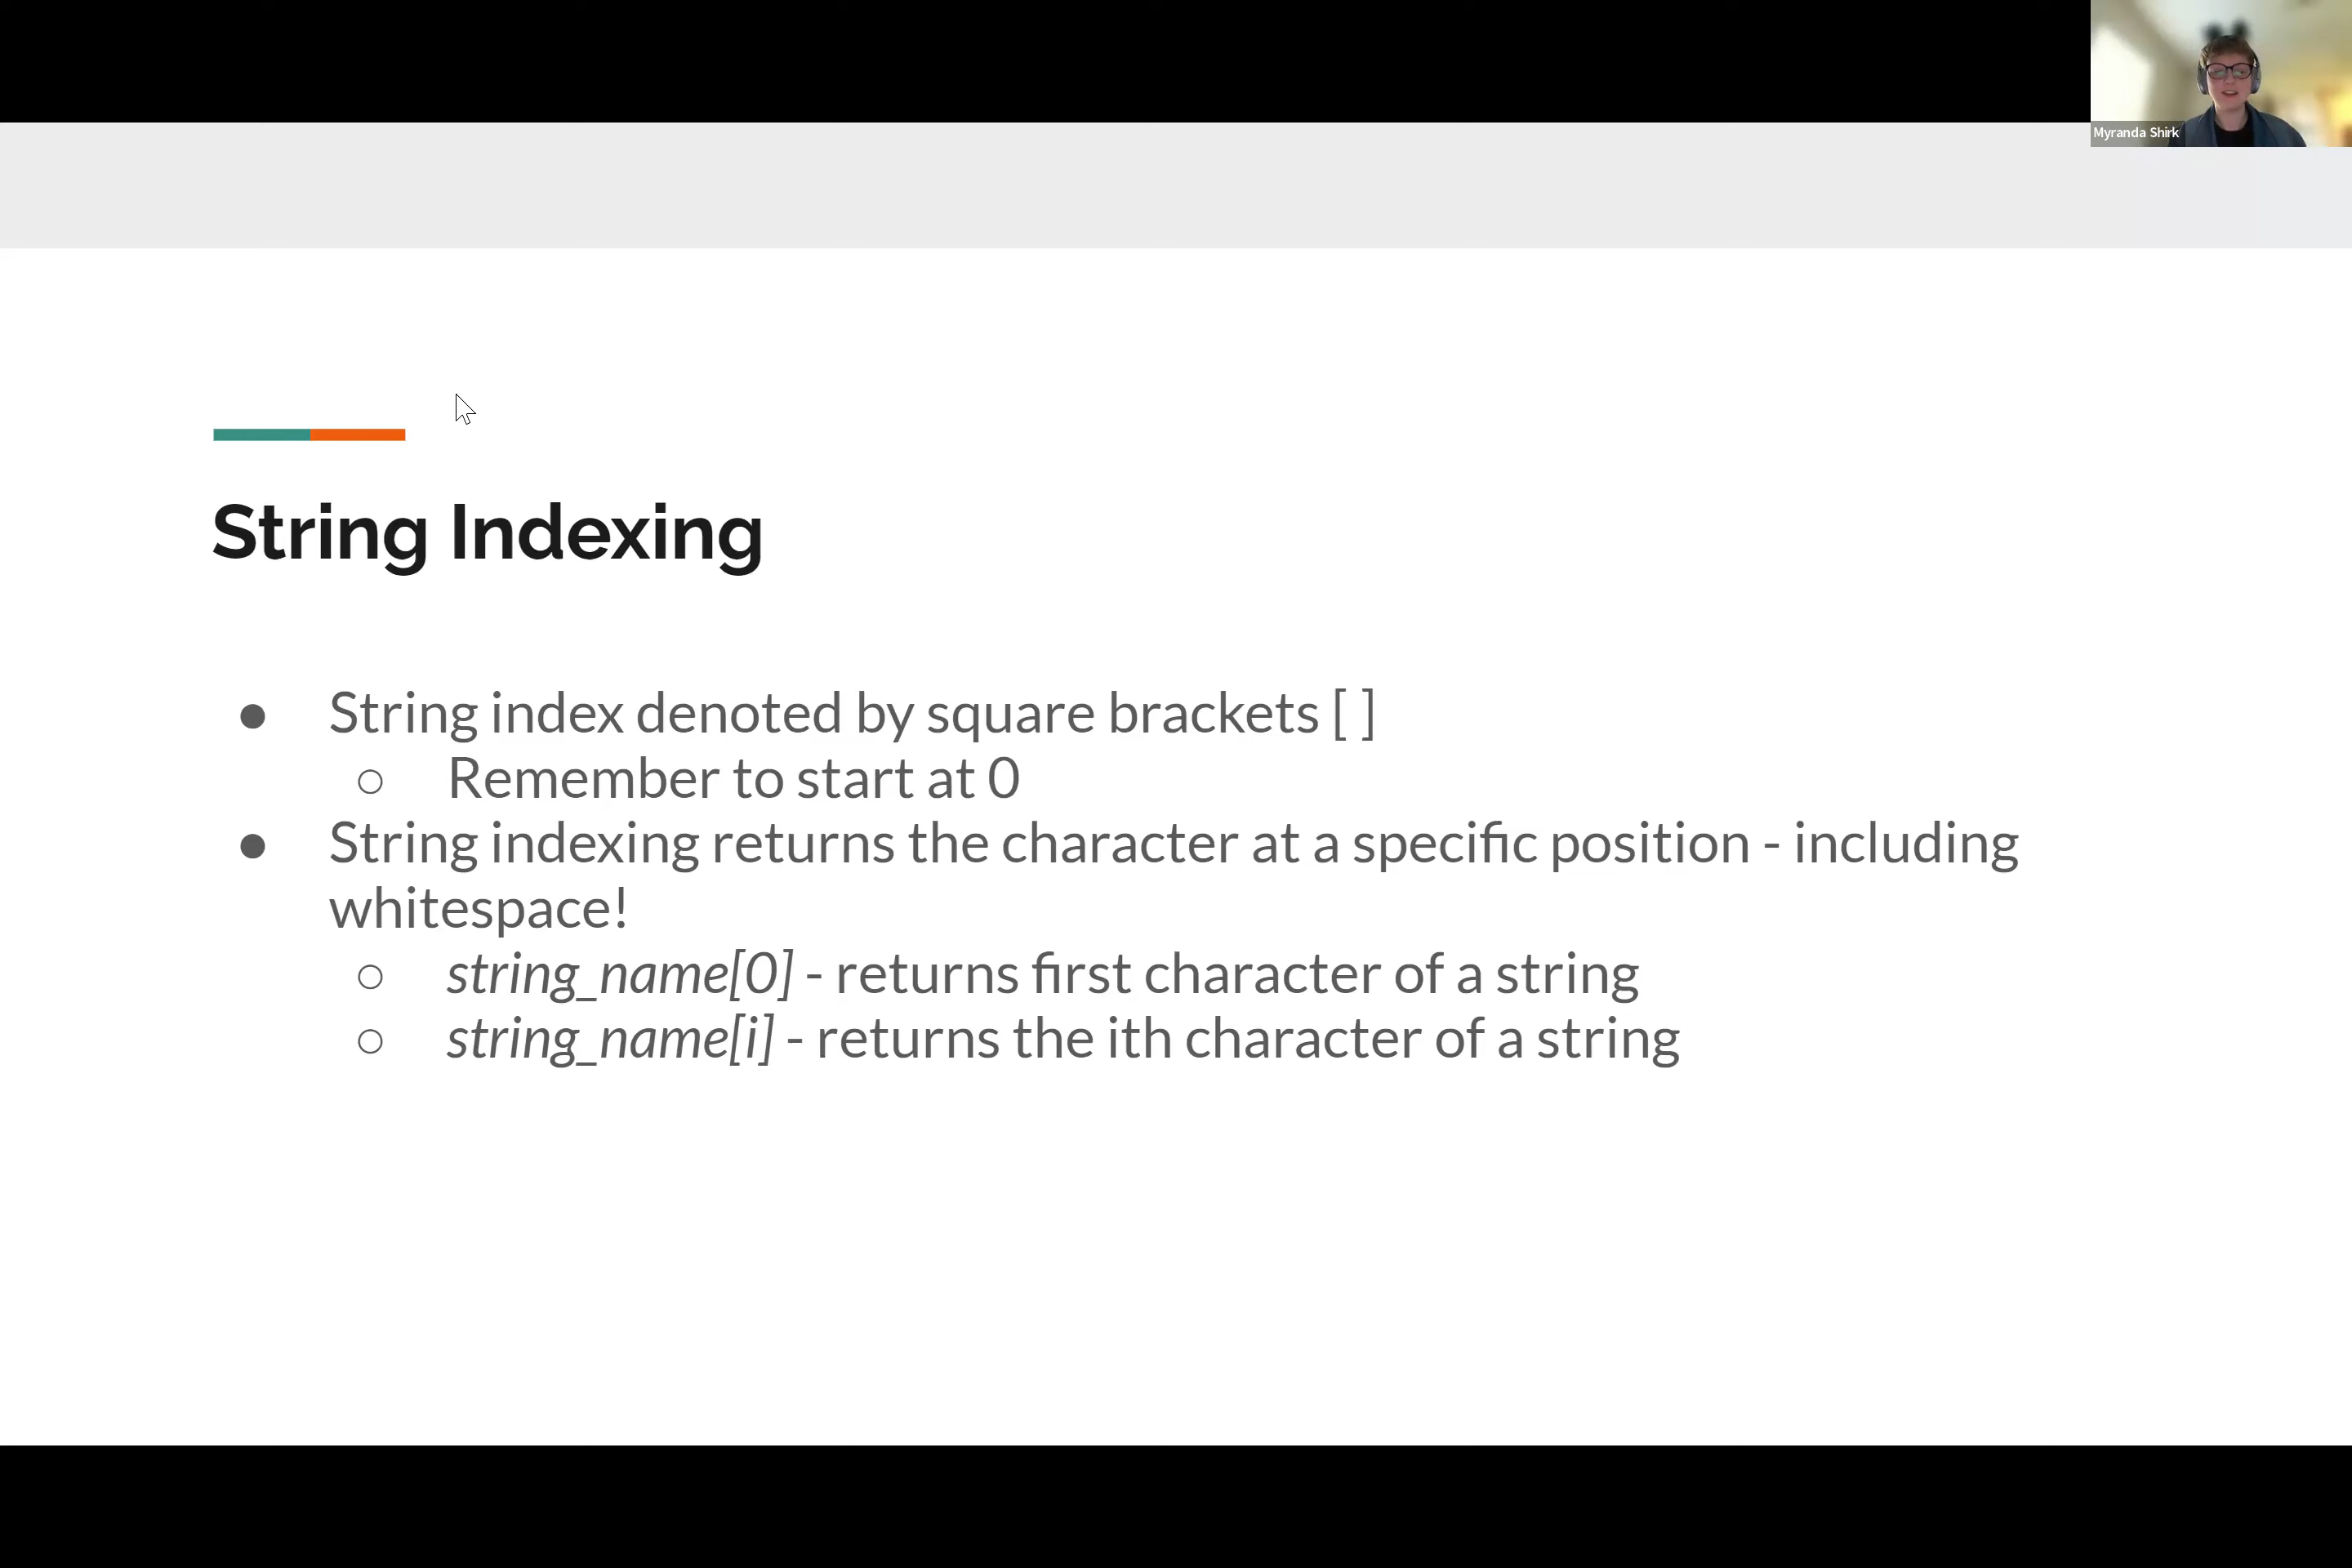 Myranda Shirk
String Indexing
● String index denoted by square brackets [ ]
○ Remember to start at 0
● String indexing returns the character at a specific position - including
whitespace!
○ string_name[0] - returns first character of a string
○ string_name[i] - returns the ith character of a string